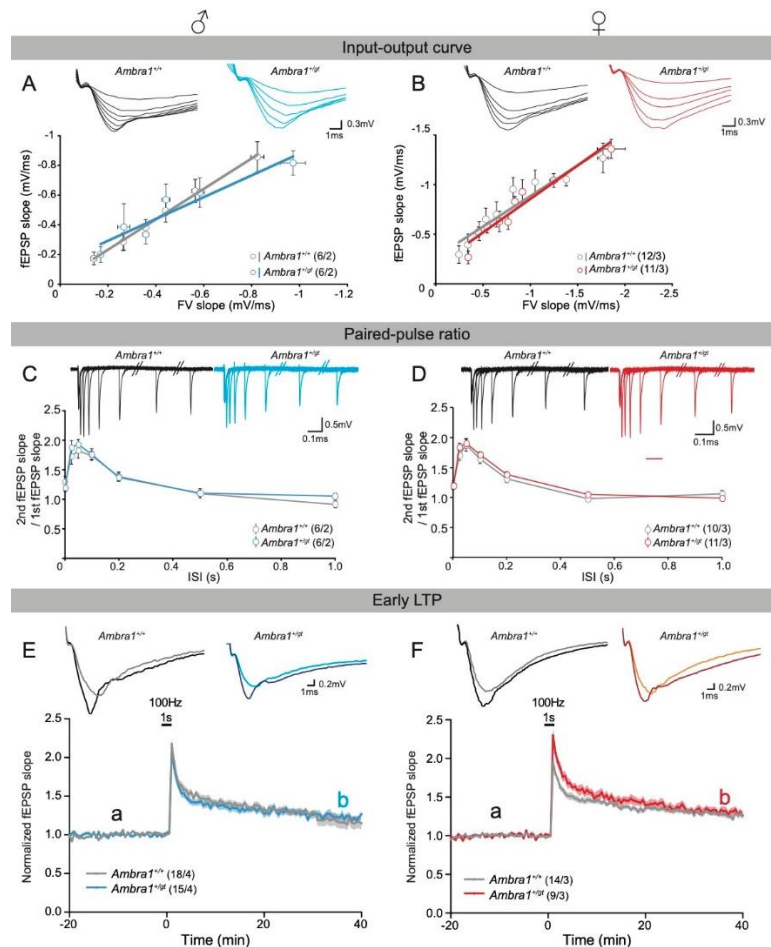 ♂ ♀
Input-output curve
A Ambra1+/+ Ambra1+/gt
0.3mV
1ms
fEPSP slope (mV/ms)
-1
-0.8
-0.6
-0.4
-0.2
0
0 -0.2 -0.4 -0.6 -0.8 -1 -1.2
FV slope (mV/ms)
Ambra1+/+ (6/2)
Ambra1+/gt (6/2)
B Ambra1+/+ Ambra1+/gt
0.3mV
1ms
fEPSP slope (mV/ms)
-1.5
-1
-0.5
0
0 -0.5 -1 -1.5 -2 -2.5
FV slope (mV/ms)
Ambra1+/+ (12/3)
Ambra1+/gt (11/3)
Paired-pulse ratio
C Ambra1+/+ Ambra1+/gt
0.5mV
0.1ms
2nd fEPSP slope
/ 1st fEPSP slope
2.5
2.0
1.5
1.0
0.5
0 0.2 0.4 0.6 0.8 1.0
ISI (s)
Ambra1+/+ (6/2)
Ambra1+/gt (6/2)
D Ambra1+/+ Ambra1+/gt
0.5mV
0.1ms
2nd fEPSP slope
/ 1st fEPSP slope
2.5
2.0
1.5
1.0
0.5
0 0.2 0.4 0.6 0.8 1.0
ISI (s)
Ambra1+/+ (10/3)
Ambra1+/gt (11/3)
Early LTP
E Ambra1+/+ Ambra1+/gt
0.2mV
1ms
100Hz
1s
Normalized fEPSP slope
2.5
2.0
1.5
1.0
0.5
0.0
a b
Ambra1+/+ (18/4)
Ambra1+/gt (15/4)
-20 0 20 40
Time (min)
F Ambra1+/+ Ambra1+/gt
0.2mV
1ms
100Hz
1s
Normalized fEPSP slope
2.5
2.0
1.5
1.0
0.5
0.0
a b
Ambra1+/+ (14/3)
Ambra1+/gt (9/3)
-20 0 20 40
Time (min)